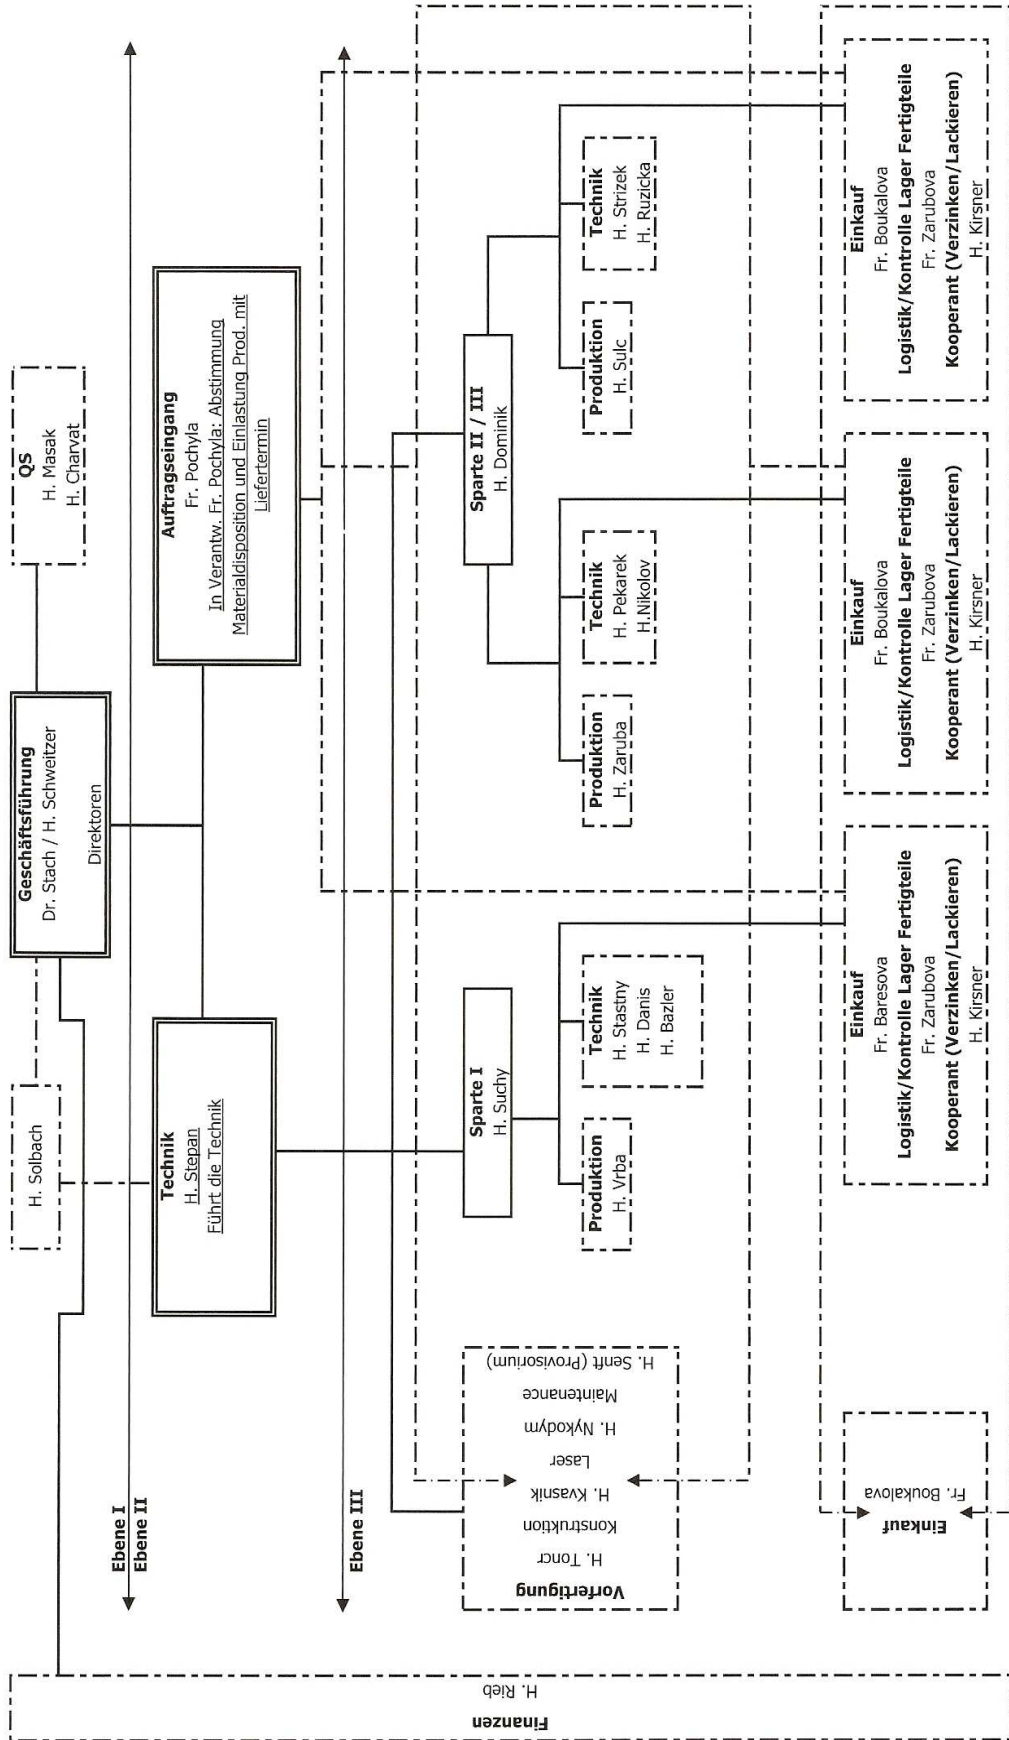 Geschäftsführung
Dr. Stach / H. Schweitzer
Direktoren
H. Solbach
QS
H. Masak
H. Charvat
Ebene I
Ebene II
Technik
H. Stepan
Führt die Technik
Auftragseingang
Fr. Pochyla
In Verantw. Fr. Pochyla: Abstimmung
Materialdisposition und Einlastung Prod. mit
Liefertermin
Ebene III
Finanzen
H. Rieb
Vorfertigung
H. Toncr
Konstruktion
H. Kvasnik
Laser
H. Nykodym
Maintenance
H. Senft (Provisorium)
Sparte I
H. Suchy
Sparte II / III
H. Dominik
Produktion
H. Vrba
Technik
H. Stastny
H. Danis
H. Bazler
Produktion
H. Zaruba
Technik
H. Pekarek
H.Nikolov
Produktion
H. Sulc
Technik
H. Strizek
H. Ruzicka
Einkauf
Fr. Boukalova
Einkauf
Fr. Baresova
Logistik/Kontrolle Lager Fertigteile
Fr. Zarubova
Kooperant (Verzinken/Lackieren)
H. Kirsner
Einkauf
Fr. Boukalova
Logistik/Kontrolle Lager Fertigteile
Fr. Zarubova
Kooperant (Verzinken/Lackieren)
H. Kirsner
Einkauf
Fr. Boukalova
Logistik/Kontrolle Lager Fertigteile
Fr. Zarubova
Kooperant (Verzinken/Lackieren)
H. Kirsner